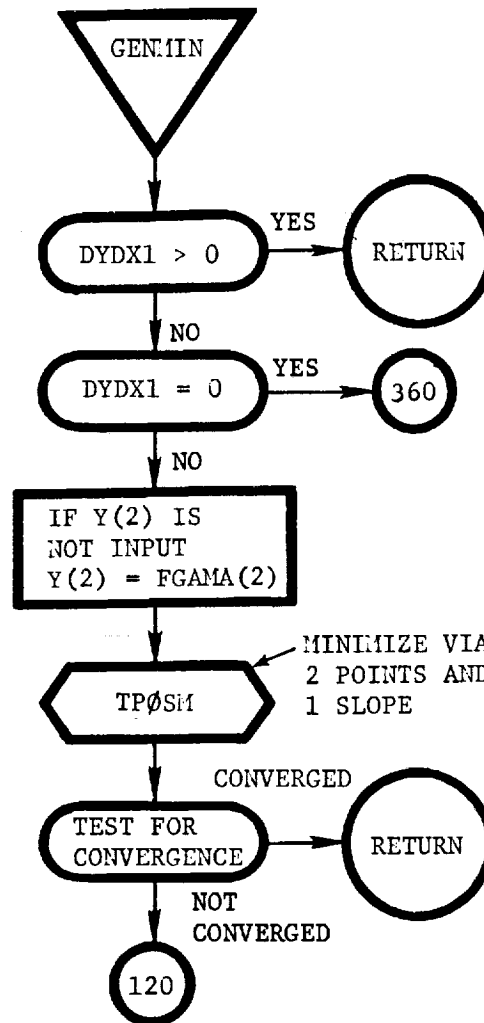 GENMIN
DYDX1 > 0
YES
RETURN
NO
DYDX1 = 0
YES
360
NO
IF Y(2) IS
NOT INPUT
Y(2) = FGAMA(2)
MINIMIZE VIA
2 POINTS AND
1 SLOPE
TPØSM
CONVERGED
TEST FOR
CONVERGENCE
RETURN
NOT
CONVERGED
120